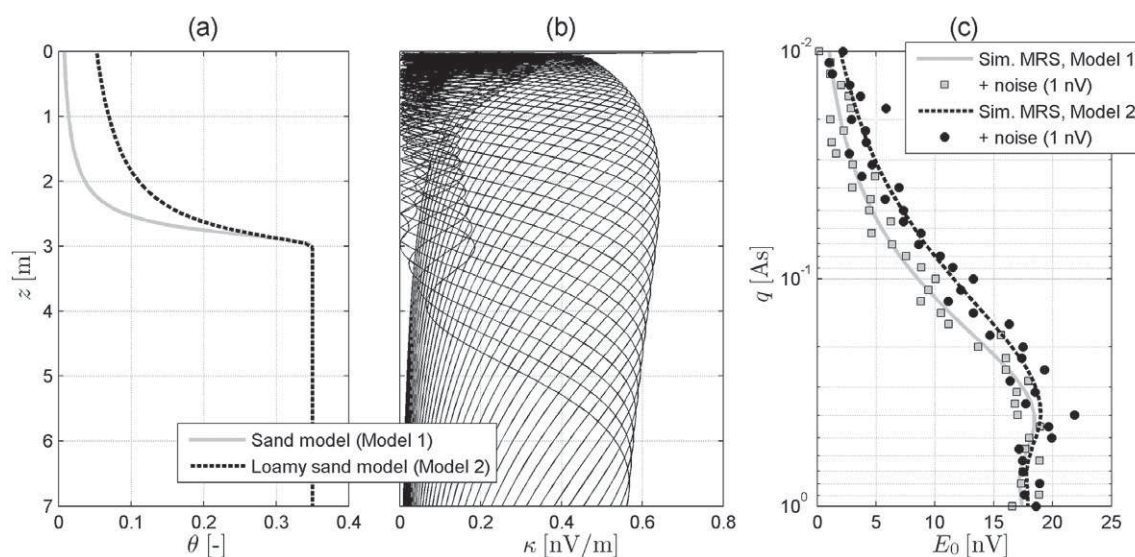 (a)
(b)
(c)
0
1
2
3
4
5
6
7
z [m]
0
0.1
0.2
0.3
0.4
θ [-]
Sand model (Model 1)
Loamy sand model (Model 2)
0
0.2
0.4
0.6
0.8
κ [nV/m]
10⁻²
10⁻¹
10⁰
q [As]
Sim. MRS, Model 1
+ noise (1 nV)
Sim. MRS, Model 2
+ noise (1 nV)
0
5
10
15
20
25
E₀ [nV]